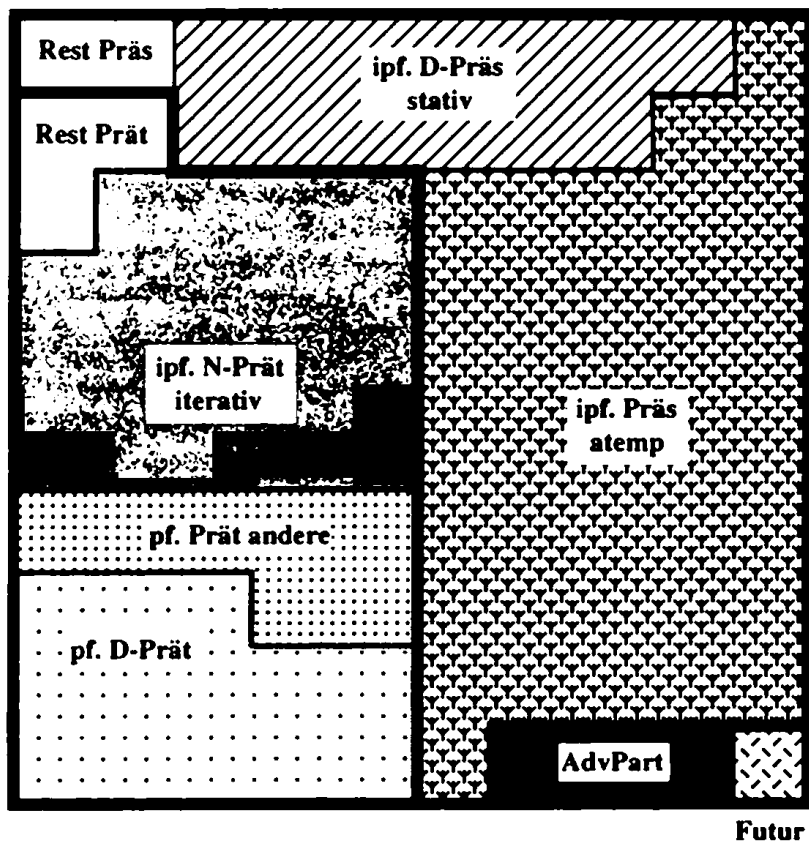 Rest Präs
ipf. D-Präs
stativ
Rest Prät
ipf. N-Prät
iterativ
ipf. Präs
atemp
pf. Prät andere
pf. D-Prät
AdvPart
Futur